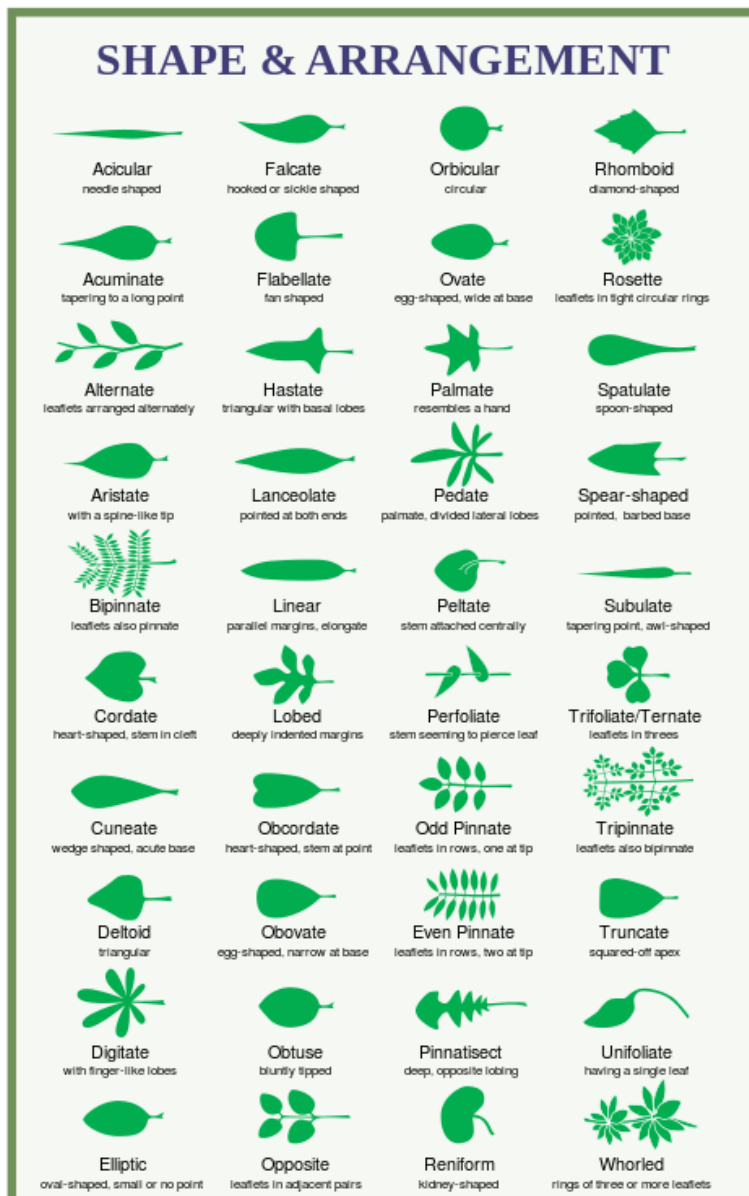 SHAPE & ARRANGEMENT
Acicular
needle shaped
Falcate
hooked or sickle shaped
Orbicular
circular
Rhomboid
diamond-shaped
Acuminate
tapering to a long point
Flabellate
fan shaped
Ovate
egg-shaped, wide at base
Rosette
leaflets in tight circular rings
Alternate
leaflets arranged alternately
Hastate
triangular with basal lobes
Palmate
resembles a hand
Spatulate
spoon-shaped
Aristate
with a spine-like tip
Lanceolate
pointed at both ends
Pedate
palmate, divided lateral lobes
Spear-shaped
pointed, barbed base
Bipinnate
leaflets also pinnate
Linear
parallel margins, elongate
Peltate
stem attached centrally
Subulate
tapering point, awl-shaped
Cordate
heart-shaped, stem in cleft
Lobed
deeply indented margins
Perfoliate
stem seeming to pierce leaf
Trifoliate/Ternate
leaflets in threes
Cuneate
wedge shaped, acute base
Obcordate
heart-shaped, stem at point
Odd Pinnate
leaflets in rows, one at tip
Tripinnate
leaflets also bipinnate
Deltoid
triangular
Obovate
egg-shaped, narrow at base
Even Pinnate
leaflets in rows, two at tip
Truncate
squared-off apex
Digitate
with finger-like lobes
Obtuse
bluntly tipped
Pinnatisect
deep, opposite lobing
Unifoliate
having a single leaf
Elliptic
oval-shaped, small or no point
Opposite
leaflets in adjacent pairs
Reniform
kidney-shaped
Whorled
rings of three or more leaflets